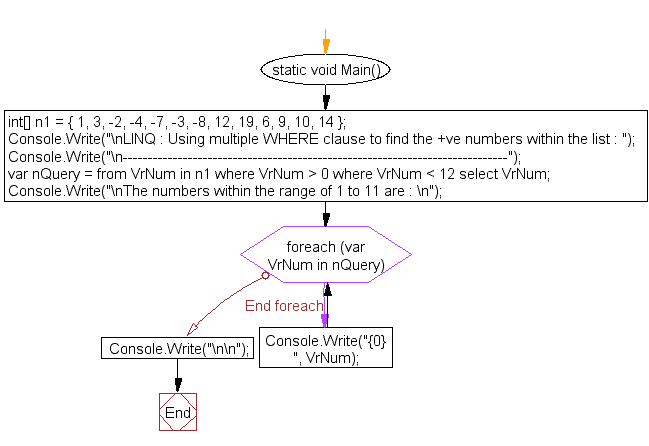 static void Main()
int[] n1 = { 1, 3, -2, -4, -7, -3, -8, 12, 19, 6, 9, 10, 14 };
Console.Write("\nLINQ : Using multiple WHERE clause to find the +ve numbers within the list : ");
Console.Write("\n-----------------------------------------------------------------------------");
var nQuery = from VrNum in n1 where VrNum > 0 where VrNum < 12 select VrNum;
Console.Write("\nThe numbers within the range of 1 to 11 are : \n");
foreach (var
VrNum in nQuery)
End foreach
Console.Write("{0}
", VrNum);
Console.Write("\n\n");
End